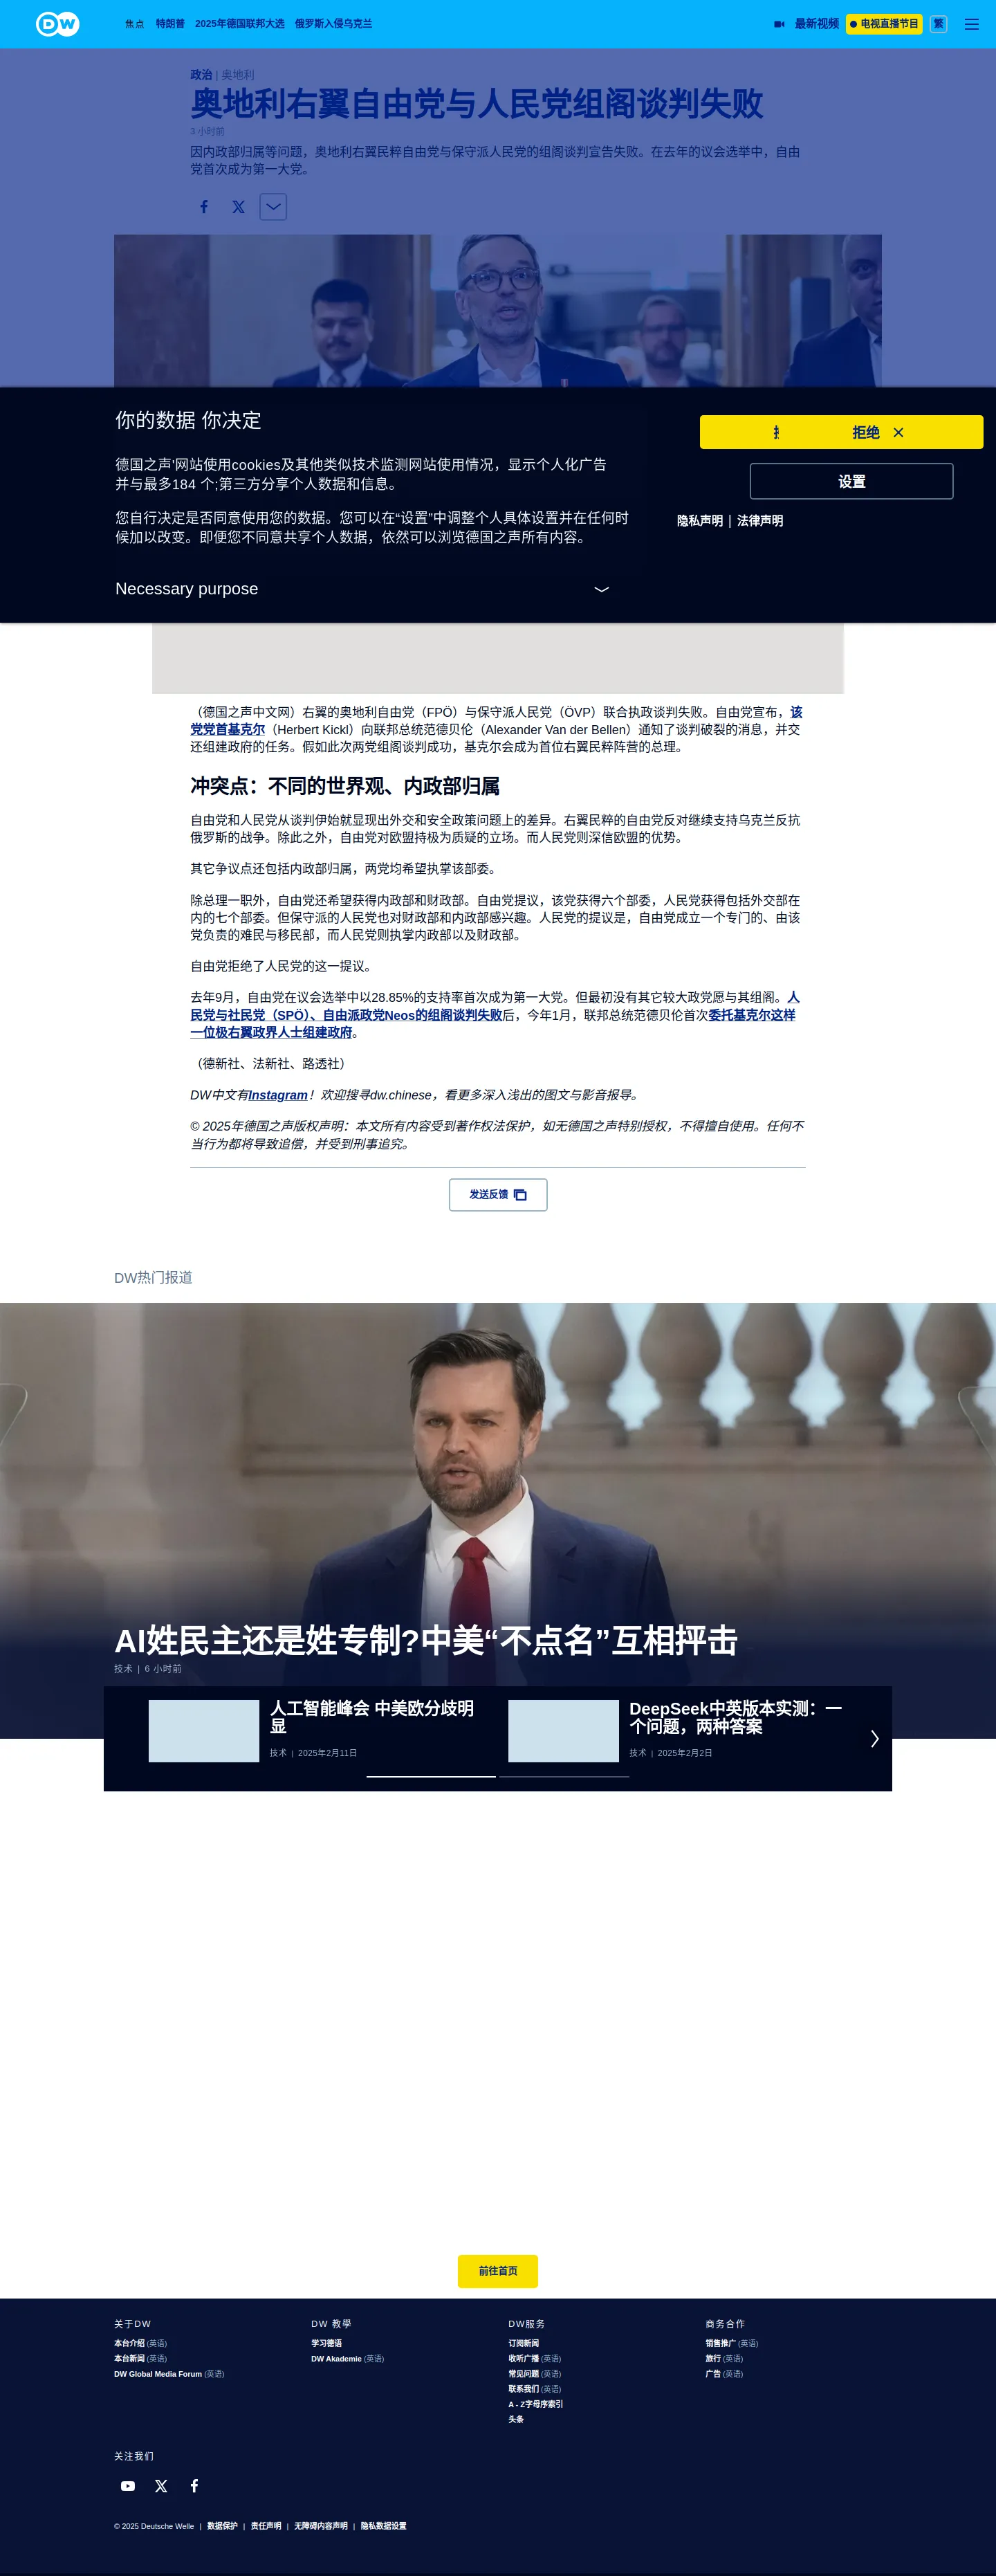 DW
焦点 特朗普 2025年德国联邦大选 俄罗斯入侵乌克兰
最新视频 电视直播节目 繁
政治 | 奥地利
奥地利右翼自由党与人民党组阁谈判失败
3 小时前
因内政部归属等问题，奥地利右翼民粹自由党与保守派人民党的组阁谈判宣告失败。在去年的议会选举中，自由
党首次成为第一大党。
你的数据 你决定
德国之声'网站使用cookies及其他类似技术监测网站使用情况，显示个人化广告
并与最多184 个;第三方分享个人数据和信息。
您自行决定是否同意使用您的数据。您可以在“设置”中调整个人具体设置并在任何时
候加以改变。即便您不同意共享个人数据，依然可以浏览德国之声所有内容。
Necessary purpose
拒绝
设置
隐私声明 | 法律声明
（德国之声中文网）右翼的奥地利自由党（FPÖ）与保守派人民党（ÖVP）联合执政谈判失败。自由党宣布，该
党党首基克尔（Herbert Kickl）向联邦总统范德贝伦（Alexander Van der Bellen）通知了谈判破裂的消息，并交
还组建政府的任务。假如此次两党组阁谈判成功，基克尔会成为首位右翼民粹阵营的总理。
冲突点：不同的世界观、内政部归属
自由党和人民党从谈判伊始就显现出外交和安全政策问题上的差异。右翼民粹的自由党反对继续支持乌克兰反抗
俄罗斯的战争。除此之外，自由党对欧盟持极为质疑的立场。而人民党则深信欧盟的优势。
其它争议点还包括内政部归属，两党均希望执掌该部委。
除总理一职外，自由党还希望获得内政部和财政部。自由党提议，该党获得六个部委，人民党获得包括外交部在
内的七个部委。但保守派的人民党也对财政部和内政部感兴趣。人民党的提议是，自由党成立一个专门的、由该
党负责的难民与移民部，而人民党则执掌内政部以及财政部。
自由党拒绝了人民党的这一提议。
去年9月，自由党在议会选举中以28.85%的支持率首次成为第一大党。但最初没有其它较大政党愿与其组阁。人
民党与社民党（SPÖ）、自由派政党Neos的组阁谈判失败后，今年1月，联邦总统范德贝伦首次委托基克尔这样
一位极右翼政界人士组建政府。
（德新社、法新社、路透社）
DW中文有Instagram！欢迎搜寻dw.chinese，看更多深入浅出的图文与影音报导。
© 2025年德国之声版权声明：本文所有内容受到著作权法保护，如无德国之声特别授权，不得擅自使用。任何不
当行为都将导致追偿，并受到刑事追究。
发送反馈
DW热门报道
AI姓民主还是姓专制?中美“不点名”互相抨击
技术 | 6 小时前
人工智能峰会 中美欧分歧明
显
技术 | 2025年2月11日
DeepSeek中英版本实测：一
个问题，两种答案
技术 | 2025年2月2日
前往首页
关于DW
本台介绍 (英语)
本台新闻 (英语)
DW Global Media Forum (英语)
DW 教學
学习德语
DW Akademie (英语)
DW服务
订阅新闻
收听广播 (英语)
常见问题 (英语)
联系我们 (英语)
A - Z字母序索引
头条
商务合作
销售推广 (英语)
旅行 (英语)
广告 (英语)
关注我们
© 2025 Deutsche Welle | 数据保护 | 责任声明 | 无障碍内容声明 | 隐私数据设置